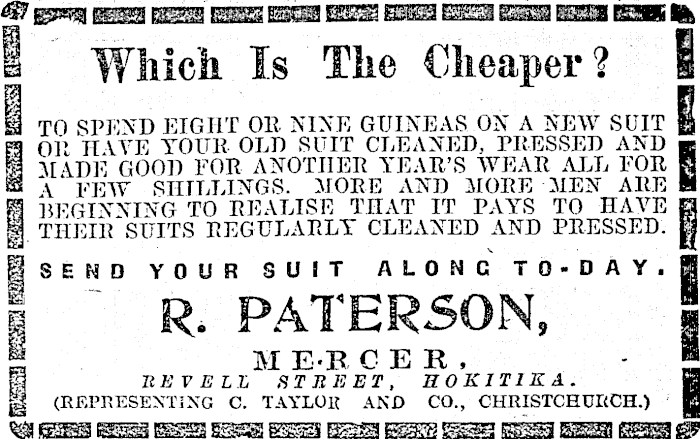 Which Is The Cheaper?
TO SPEND EIGHT OR NINE GUINEAS ON A NEW SUIT
OR HAVE YOUR OLD SUIT CLEANED, PRESSED AND
MADE GOOD FOR ANOTHER YEAR'S WEAR ALL FOR
A FEW SHILLINGS. MORE AND MORE MEN ARE
BEGINNING TO REALISE THAT IT PAYS TO HAVE
THEIR SUITS REGULARLY CLEANED AND PRESSED.
SEND YOUR SUIT ALONG TO-DAY.
R. PATERSON,
MERCER,
REVELL STREET, HOKITIKA.
(REPRESENTING C. TAYLOR AND CO., CHRISTCHURCH.)